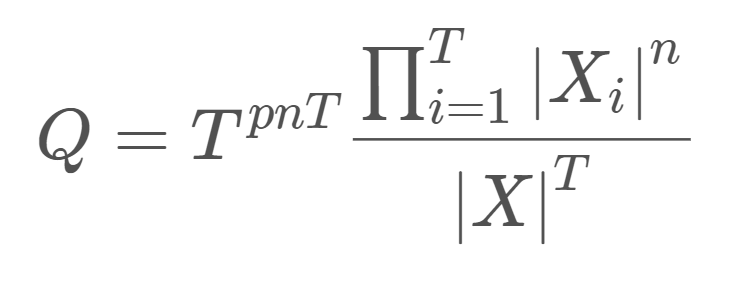 Q = T^{pnT} \frac{\prod_{i=1}^{T} |X_i|^n}{|X|^T}